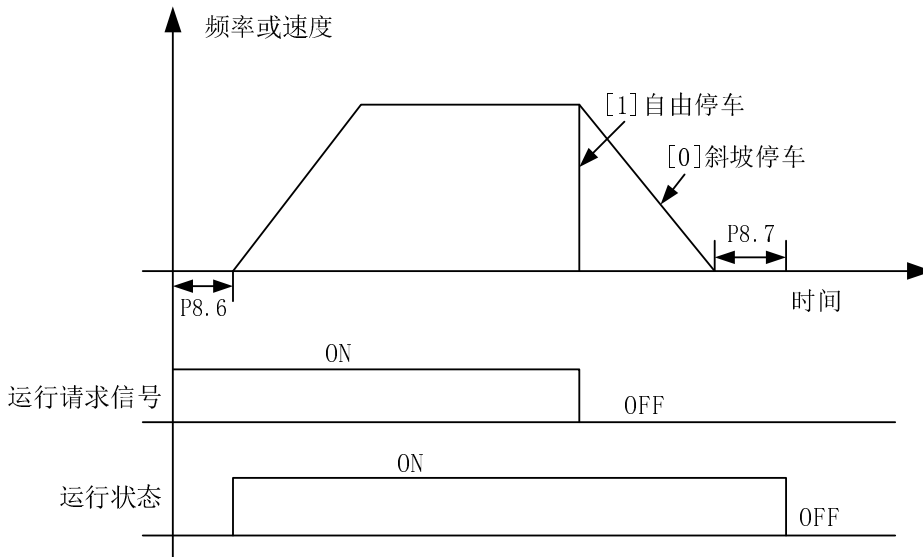 频率或速度
[1]自由停车
[0]斜坡停车
P8.7
P8.6
时间
ON
运行请求信号
OFF
ON
运行状态
OFF